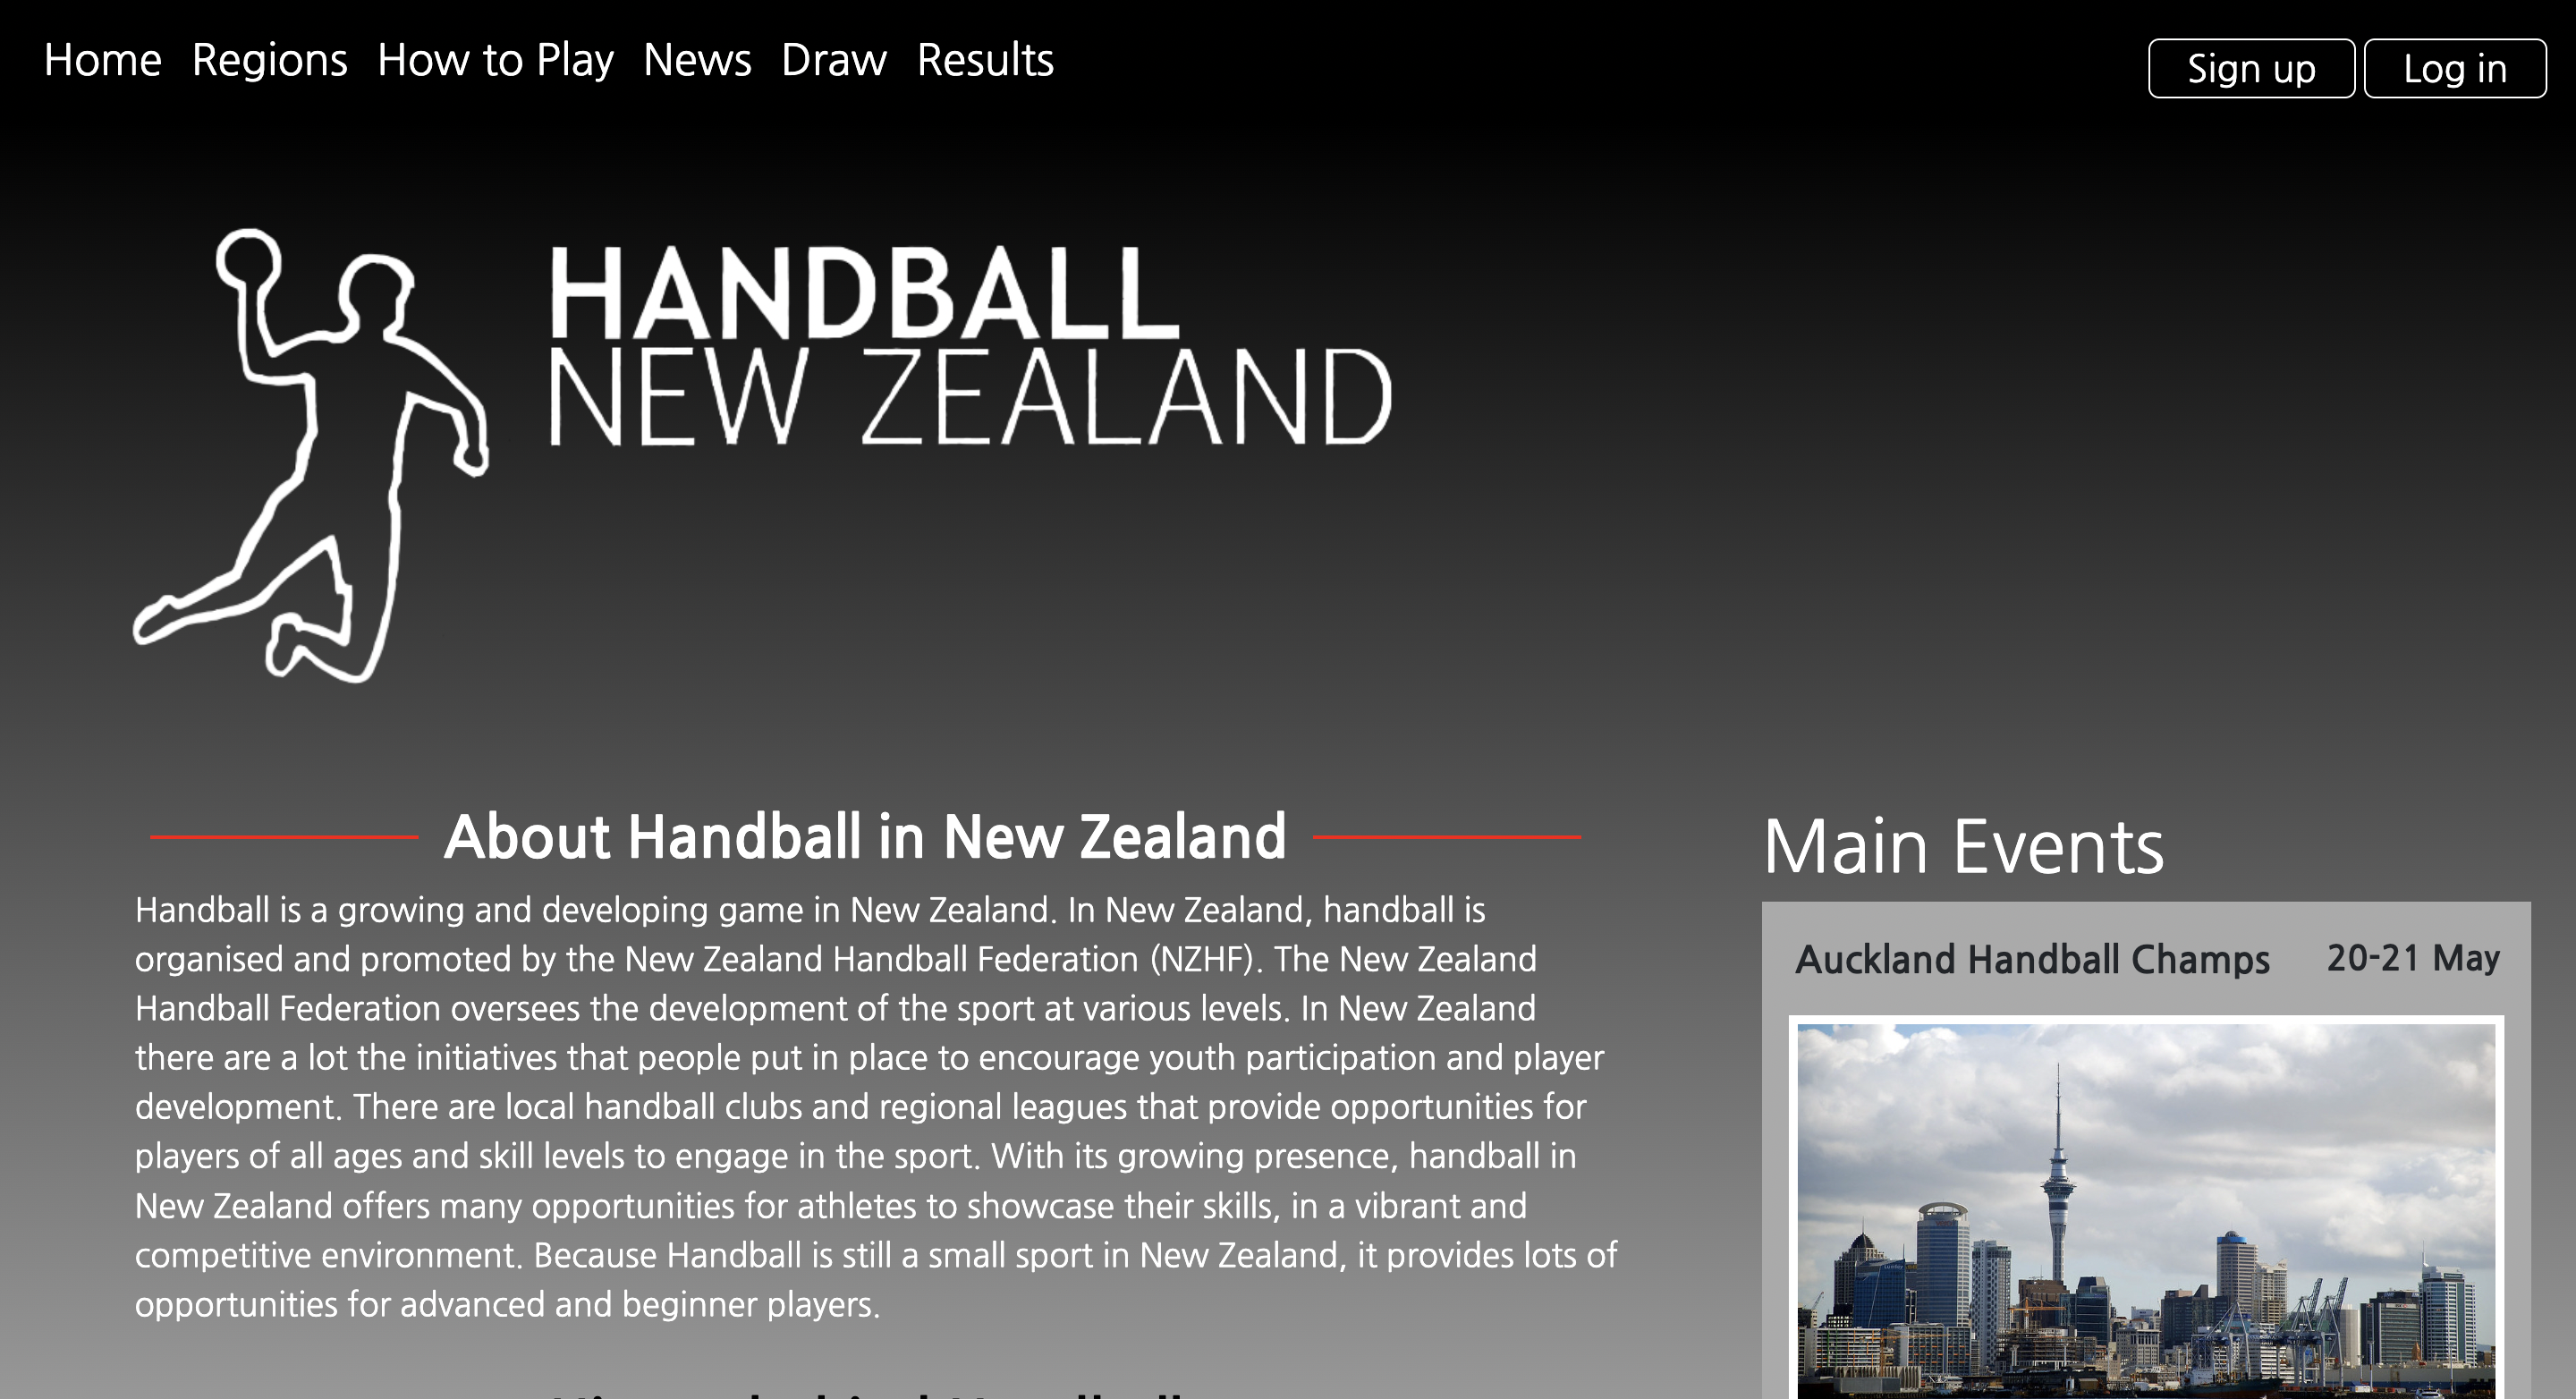 Home Regions How to Play News Draw Results
Sign up Log in
HANDBALL
NEW ZEALAND
About Handball in New Zealand
Handball is a growing and developing game in New Zealand. In New Zealand, handball is
organised and promoted by the New Zealand Handball Federation (NZHF). The New Zealand
Handball Federation oversees the development of the sport at various levels. In New Zealand
there are a lot the initiatives that people put in place to encourage youth participation and player
development. There are local handball clubs and regional leagues that provide opportunities for
players of all ages and skill levels to engage in the sport. With its growing presence, handball in
New Zealand offers many opportunities for athletes to showcase their skills, in a vibrant and
competitive environment. Because Handball is still a small sport in New Zealand, it provides lots of
opportunities for advanced and beginner players.
Main Events
Auckland Handball Champs 20-21 May